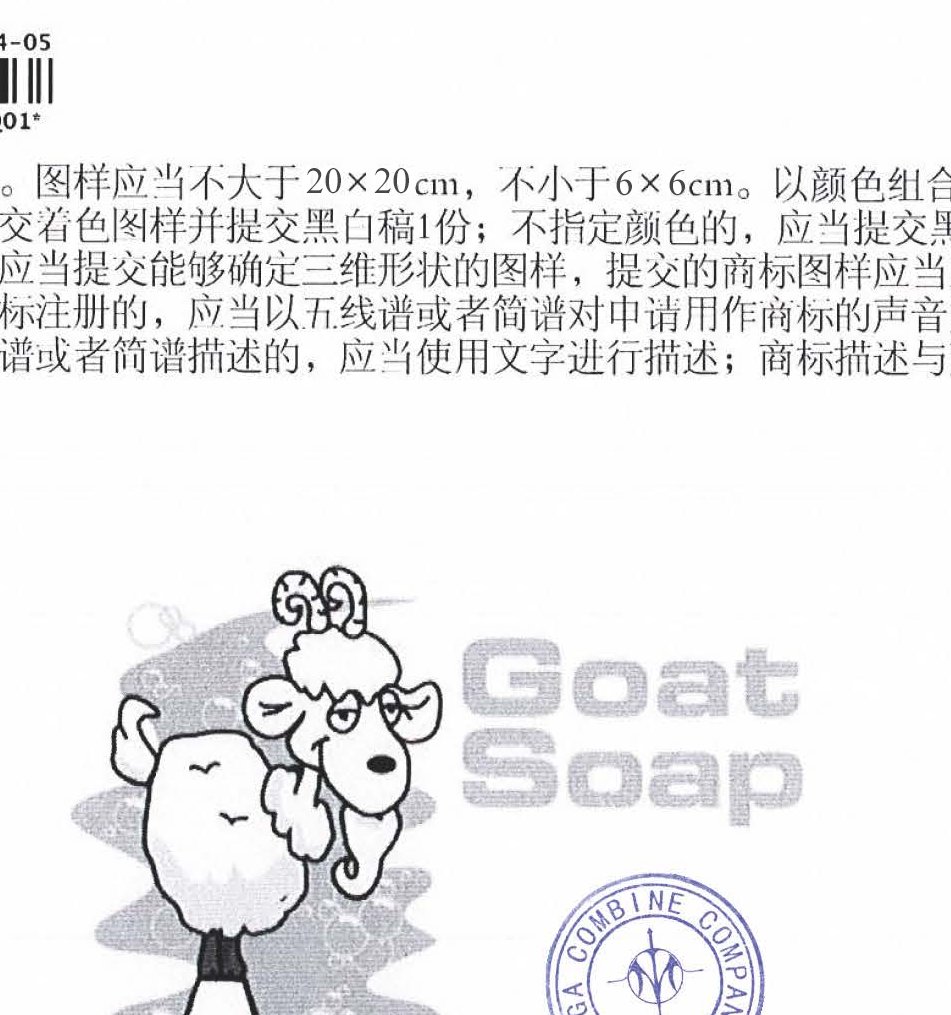 4-05
Q01*
。图样应当不大于20×20cm，不小于6×6cm。以颜色组合
交着色图样并提交黑白稿1份；不指定颜色的，应当提交黑
应当提交能够确定三维形状的图样，提交的商标图样应当
标注册的，应当以五线谱或者简谱对申请用作商标的声音
谱或者简谱描述的，应当使用文字进行描述；商标描述与
Goat
Soap
GA COMBINE COMPAN